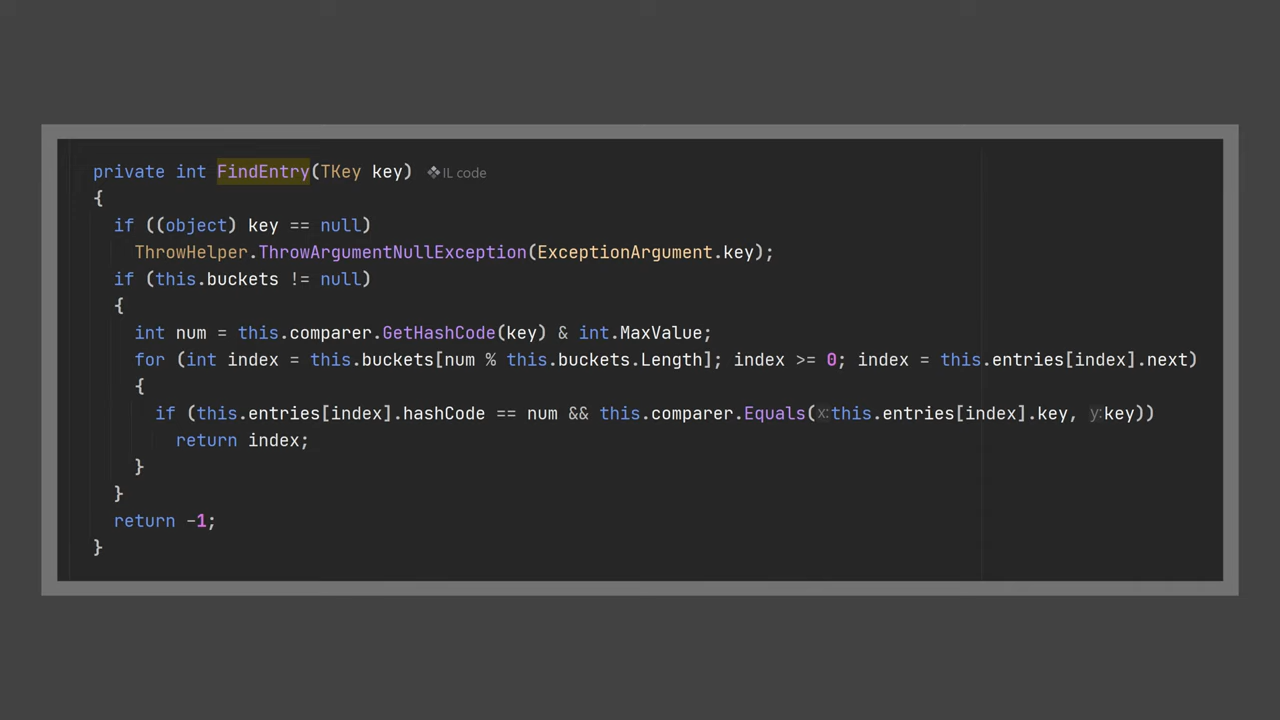 private int FindEntry(TKey key) IL code
{
if ((object) key == null)
ThrowHelper.ThrowArgumentNullException(ExceptionArgument.key);
if (this.buckets != null)
{
int num = this.comparer.GetHashCode(key) & int.MaxValue;
for (int index = this.buckets[num % this.buckets.Length]; index >= 0; index = this.entries[index].next)
{
if (this.entries[index].hashCode == num && this.comparer.Equals(x:this.entries[index].key, y:key))
return index;
}
}
return -1;
}